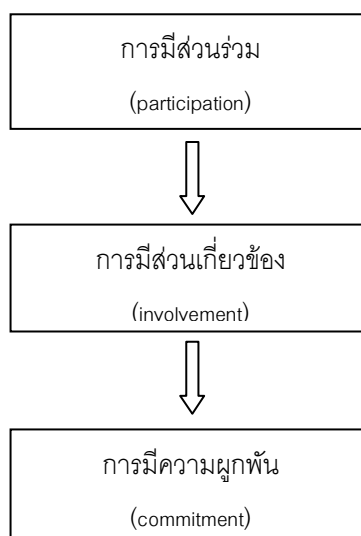 การมีส่วนร่วม
(participation)
การมีส่วนเกี่ยวข้อง
(involvement)
การมีความผูกพัน
(commitment)